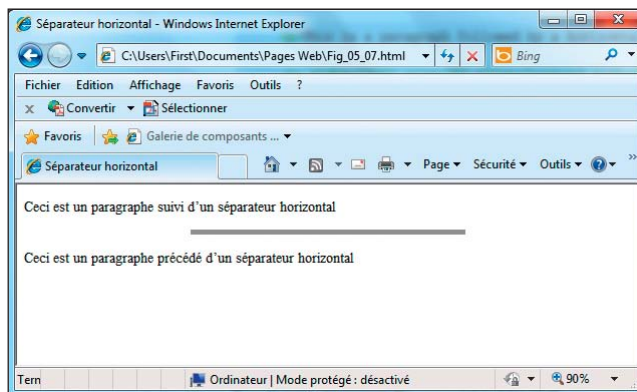 Séparateur horizontal - Windows Internet Explorer
C:\Users\First\Documents\Pages Web\Fig_05_07.html Bing
Fichier Edition Affichage Favoris Outils ?
x Convertir Sélectionner
Favoris Galerie de composants ...
Séparateur horizontal Page Sécurité Outils »
Ceci est un paragraphe suivi d'un séparateur horizontal
Ceci est un paragraphe précédé d'un séparateur horizontal
Tern Ordinateur | Mode protégé : désactivé 90%